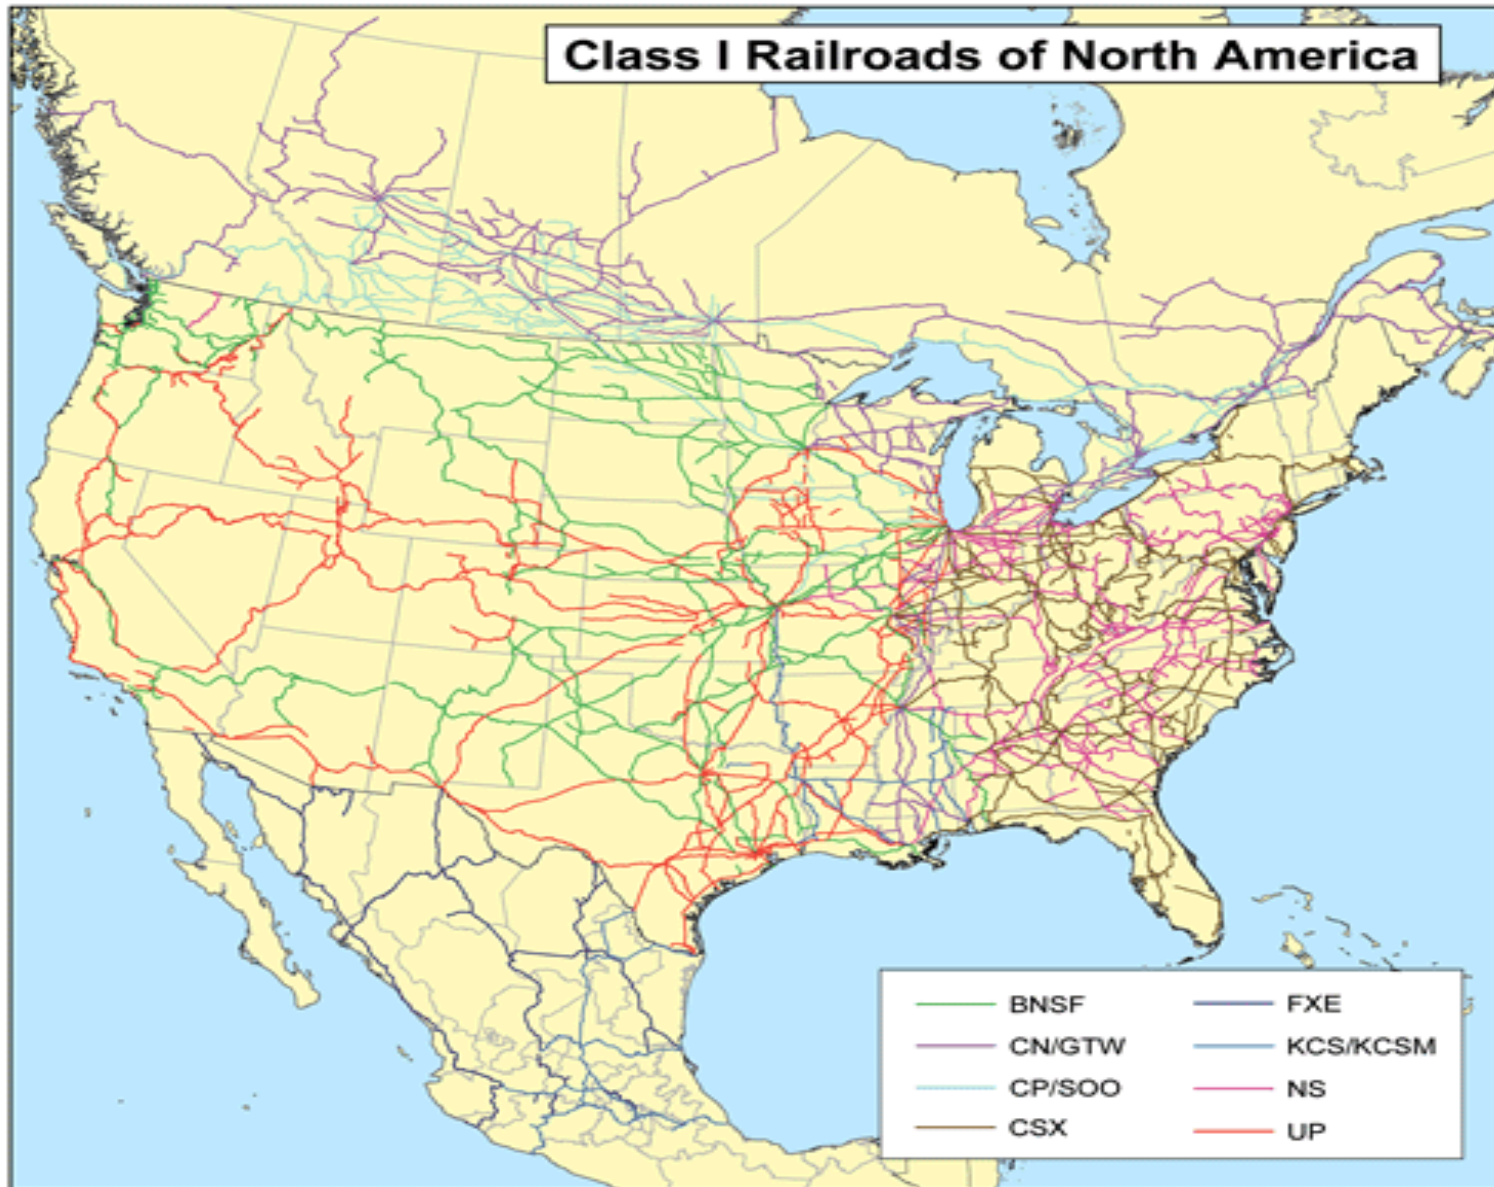 Class I Railroads of North America
BNSF
CN/GTW
CP/SOO
CSX
FXE
KCS/KCSM
NS
UP